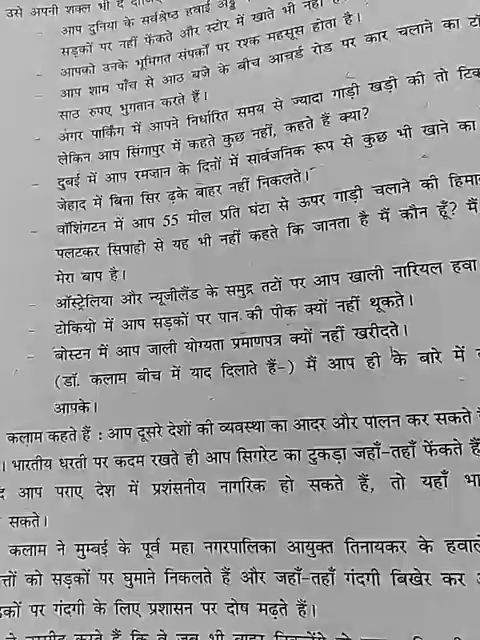 उसे अपनी शक्ल भी दे
- आप दुनिया के सर्वश्रेष्ठ हवाई अड्डे
सड़कों पर नहीं फेंकते और स्टोर में खाते भी नहीं
- आपको उनके भूमिगत संपर्कों पर रश्क महसूस होता है।
- आप शाम पाँच से आठ बजे के बीच आचर्ड रोड पर कार चलाने का
साठ रुपए भुगतान करते हैं।
- अगर पार्किंग में आपने निर्धारित समय से ज्यादा गाड़ी खड़ी की तो
लेकिन आप सिंगापुर में कहते कुछ नहीं, कहते हैं क्या?
- दुबई में आप रमजान के दिनों में सार्वजनिक रूप से कुछ भी खाने का
जेहाद में बिना सिर ढ़के बाहर नहीं निकलते।
- वॉशिंगटन में आप 55 मील प्रति घंटा से ऊपर गाड़ी चलाने की
पलटकर सिपाही से यह भी नहीं कहते कि जानता है मैं कौन हूँ? मैं
मेरा बाप है।
- ऑस्ट्रेलिया और न्यूजीलैंड के समुद्र तटों पर आप खाली नारियल हवा
- टोकियो में आप सड़कों पर पान की पीक क्यों नहीं थूकते।
- बोस्टन में आप जाली योग्यता प्रमाणपत्र क्यों नहीं खरीदते।
(डॉ. कलाम बीच में याद दिलाते हैं-) मैं आप ही के बारे में
आपके।
कलाम कहते हैं : आप दूसरे देशों की व्यवस्था का आदर और पालन कर सकते
। भारतीय धरती पर कदम रखते ही आप सिगरेट का टुकड़ा जहाँ-तहाँ फेंकते हैं
आप पराए देश में प्रशंसनीय नागरिक हो सकते हैं, तो यहाँ
सकते।
कलाम ने मुम्बई के पूर्व महा नगरपालिका आयुक्त तिनायकर के
को सड़कों पर घुमाने निकलते हैं और जहाँ-तहाँ गंदगी बिखेर कर
पर गंदगी के लिए प्रशासन पर दोष मढ़ते हैं।